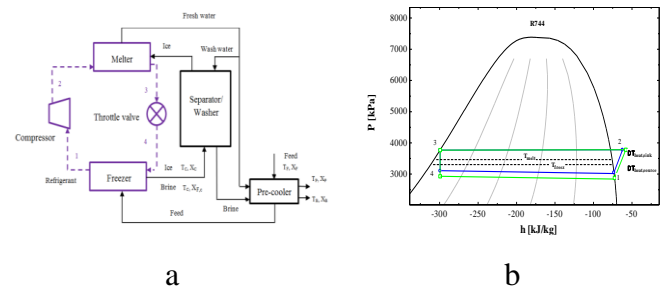 Fresh water
Ice
Wash water
Melter
2
3
Separator/
Washer
Throttle valve
Compressor
4
1
Feed
Refrigerant
Freezer
Ice
Brine
Pre-cooler
Brine
Feed
a
R744
P [kPa]
8000
7000
6000
5000
4000
3000
3
2
4
1
-300
-250
-200
-150
-100
-50
h [kJ/kg]
b